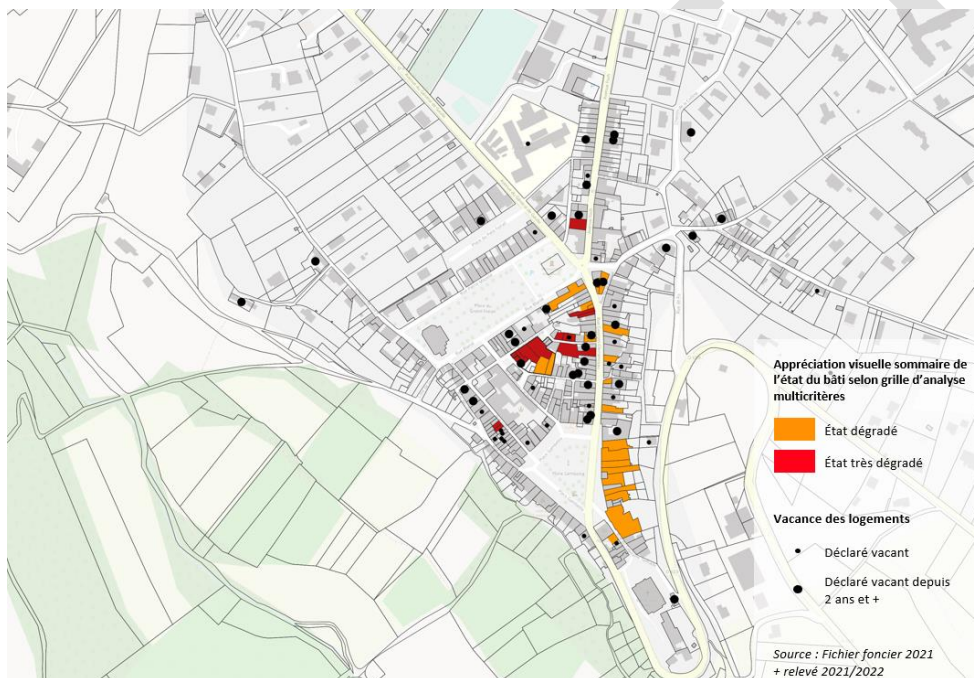 Appréciation visuelle sommaire de
l'état du bâti selon grille d'analyse
multicritères
État dégradé
État très dégradé
Vacance des logements
Déclaré vacant
Déclaré vacant depuis
2 ans et +
Source : Fichier foncier 2021
+ relevé 2021/2022